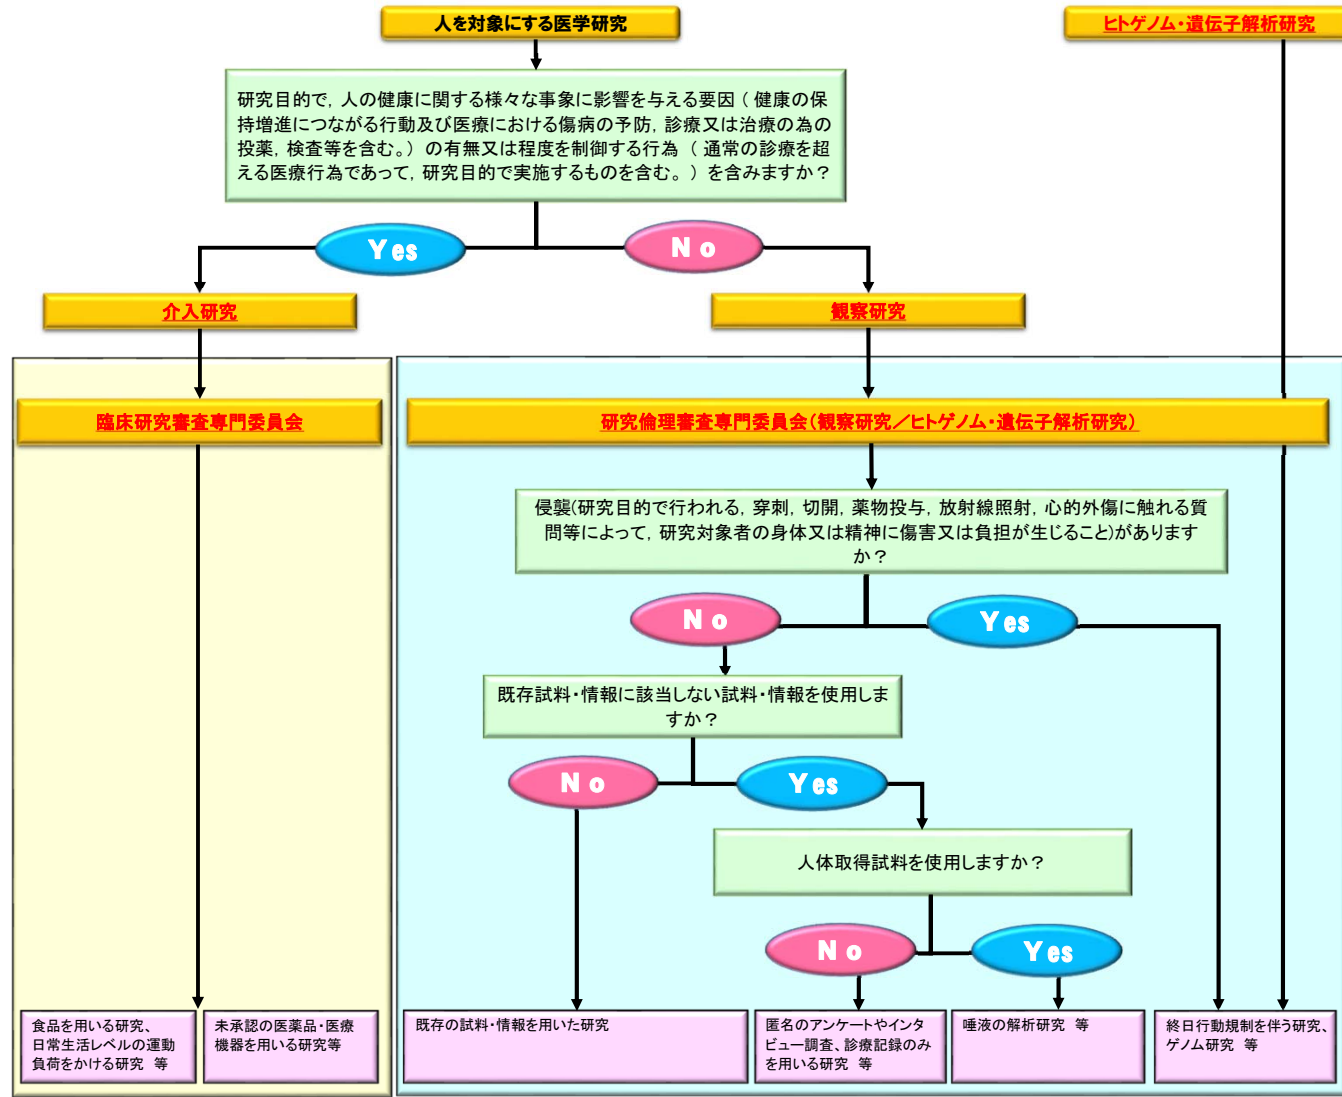 人を対象にする医学研究
ヒトゲノム・遺伝子解析研究
研究目的で，人の健康に関する様々な事象に影響を与える要因（ 健康の保
持増進につながる行動及び医療における傷病の予防，診療又は治療の為の
投薬，検査等を含む。）の有無又は程度を制御する行為 （ 通常の診療を超
える医療行為であって，研究目的で実施するものを含む。 ）を含みますか？
Yes
No
介入研究
観察研究
臨床研究審査専門委員会
研究倫理審査専門委員会(観察研究／ヒトゲノム・遺伝子解析研究)
侵襲(研究目的で行われる，穿刺，切開，薬物投与，放射線照射，心的外傷に触れる質
問等によって，研究対象者の身体又は精神に傷害又は負担が生じること)があります
か？
No
Yes
既存試料・情報に該当しない試料・情報を使用しま
すか？
No
Yes
人体取得試料を使用しますか？
No
Yes
食品を用いる研究、
日常生活レベルの運動
負荷をかける研究 等
未承認の医薬品・医療
機器を用いる研究等
既存の試料・情報を用いた研究
匿名のアンケートやインタ
ビュー調査、診療記録のみ
を用いる研究 等
唾液の解析研究 等
終日行動規制を伴う研究、
ゲノム研究 等